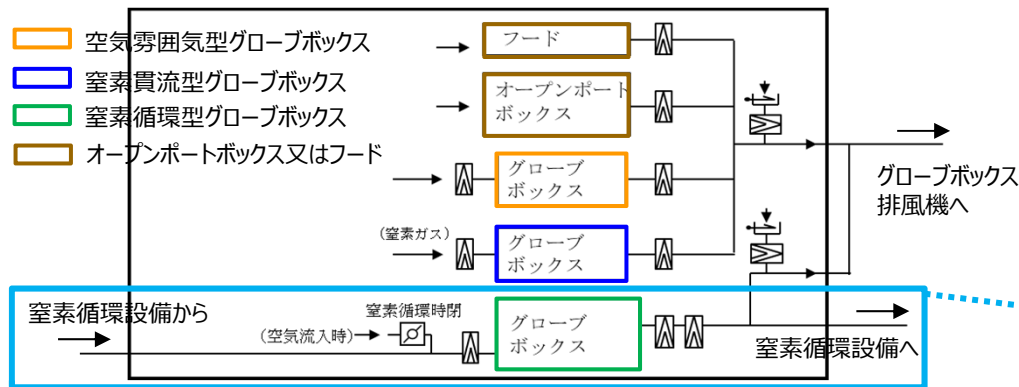 空気雰囲気型グローブボックス
窒素貫流型グローブボックス
窒素循環型グローブボックス
オープンポートボックス又はフード
フード
オープンポート
ボックス
グローブ
ボックス
(窒素ガス)
グローブ
ボックス
グローブボックス
排風機へ
窒素循環設備から
窒素循環時閉
(空気流入時)
グローブ
ボックス
窒素循環設備へ